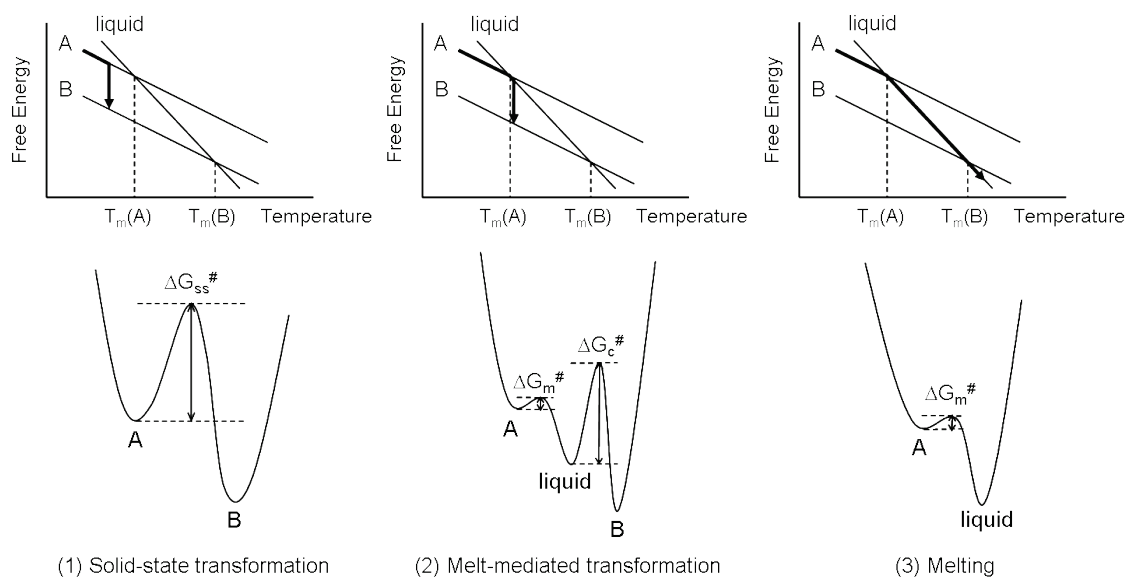 liquid
A
B
Free Energy
Tm(A)
Tm(B)
Temperature
liquid
A
B
Free Energy
Tm(A)
Tm(B)
Temperature
liquid
A
B
Free Energy
Tm(A)
Tm(B)
Temperature
ΔGss#
A
B
ΔGm#
ΔGc#
A
liquid
B
ΔGm#
A
liquid
(1) Solid-state transformation
(2) Melt-mediated transformation
(3) Melting